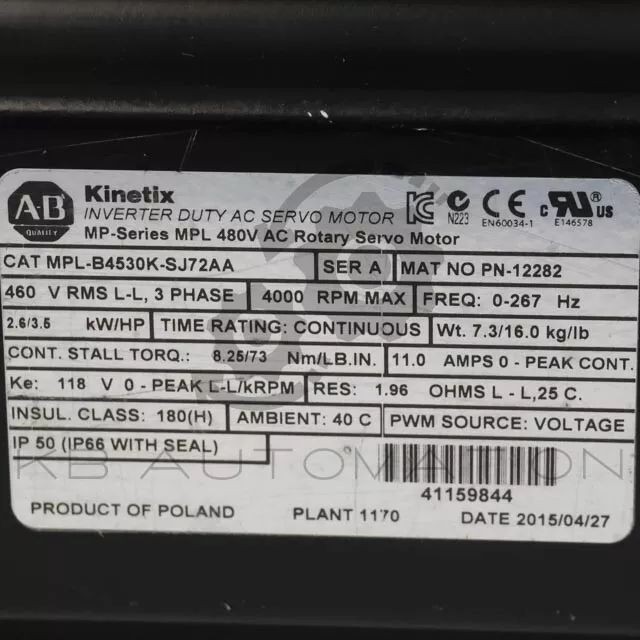 A-B Kinetix
QUALITY INVERTER DUTY AC SERVO MOTOR N223 CE EN60034-1 c UR US E146578
MP-Series MPL 480V AC Rotary Servo Motor
CAT MPL-B4530K-SJ72AA SER A MAT NO PN-12282
460 V RMS L-L, 3 PHASE 4000 RPM MAX FREQ: 0-267 Hz
2.6/3.5 kW/HP TIME RATING: CONTINUOUS Wt. 7.3/16.0 kg/lb
CONT. STALL TORQ.: 8.25/73 Nm/LB.IN. 11.0 AMPS 0 - PEAK CONT.
Ke: 118 V 0 - PEAK L-L/kRPM RES: 1.96 OHMS L - L,25 C.
INSUL. CLASS: 180(H) AMBIENT: 40 C PWM SOURCE: VOLTAGE
IP 50 (IP66 WITH SEAL)
KB AUTOMATION
41159844
PRODUCT OF POLAND PLANT 1170 DATE 2015/04/27